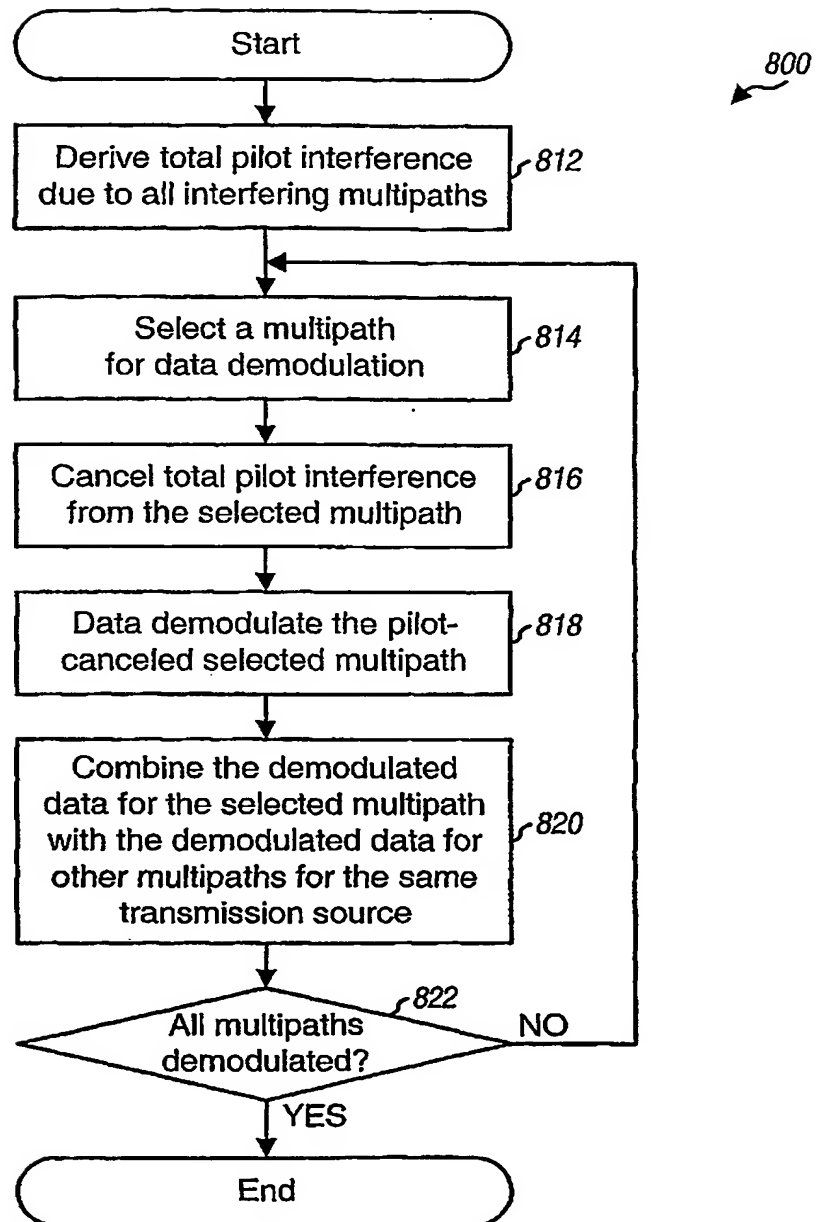 Start
800
Derive total pilot interference
due to all interfering multipaths
812
Select a multipath
for data demodulation
814
Cancel total pilot interference
from the selected multipath
816
Data demodulate the pilot-
canceled selected multipath
818
Combine the demodulated
data for the selected multipath
with the demodulated data for
other multipaths for the same
transmission source
820
822
All multipaths
demodulated?
NO
YES
End